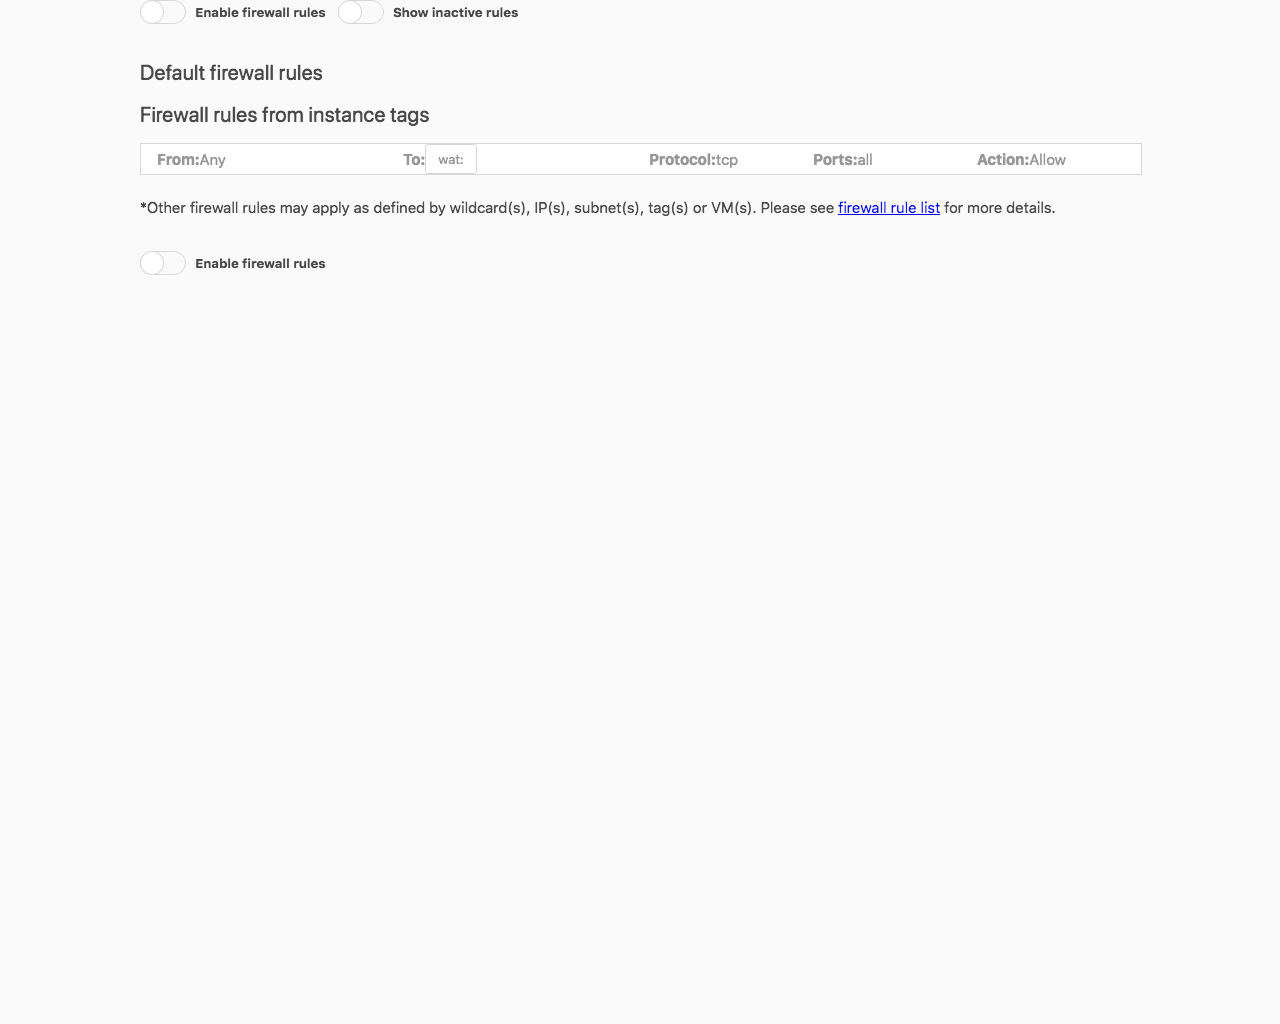 Enable firewall rules Show inactive rules
Default firewall rules
Firewall rules from instance tags
From:Any To: wat: Protocol:tcp Ports:all Action:Allow
*Other firewall rules may apply as defined by wildcard(s), IP(s), subnet(s), tag(s) or VM(s). Please see firewall rule list for more details.
Enable firewall rules